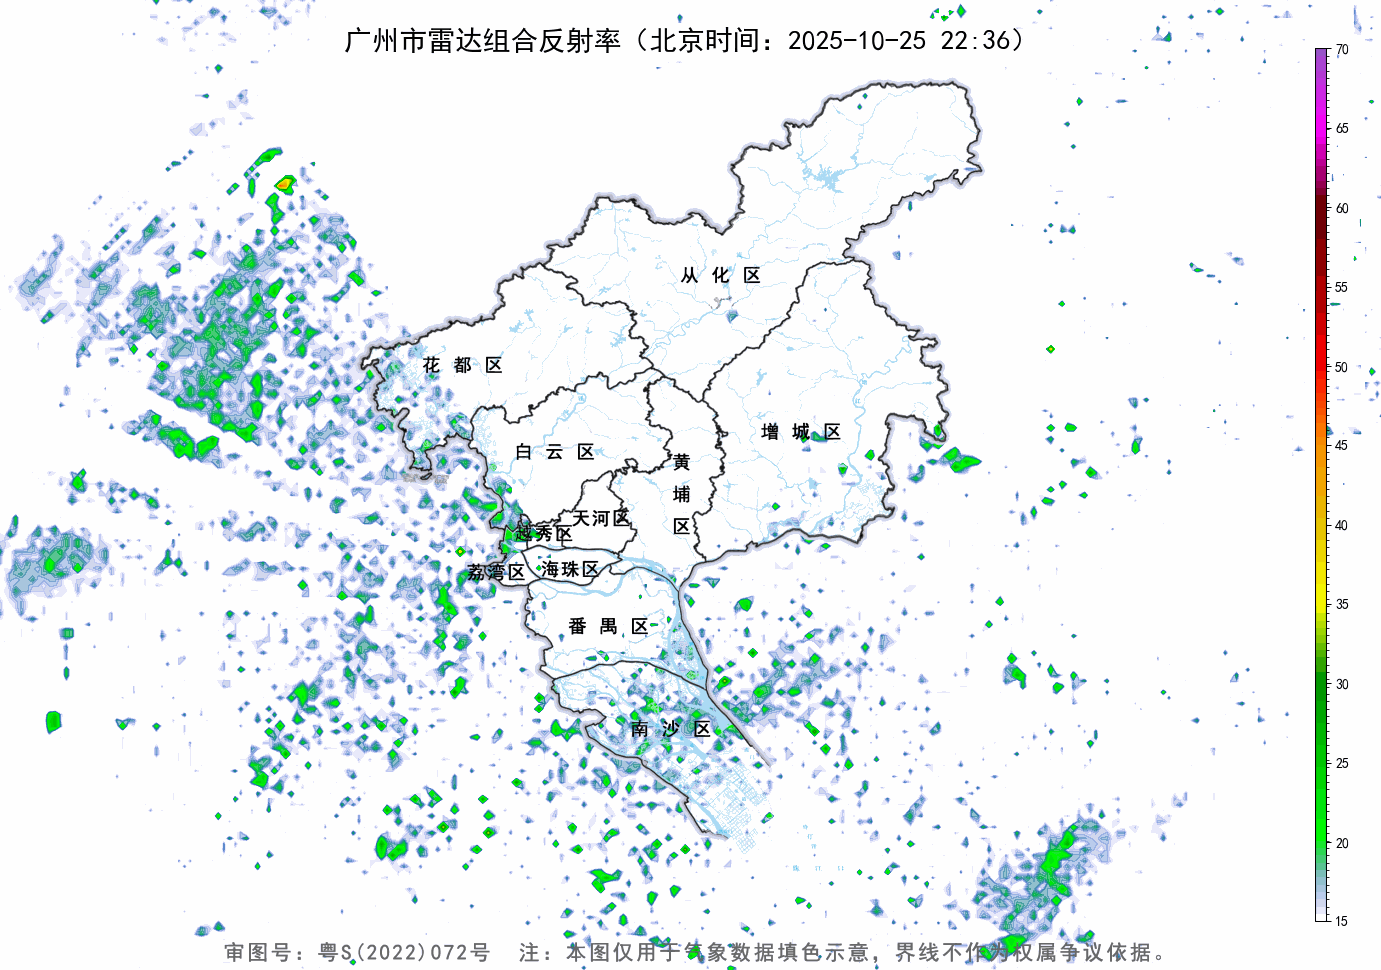 广州市雷达组合反射率（北京时间：2025-10-25 22:36）
70
65
60
55
50
45
40
35
30
25
20
15
从化区
花都区
增城区
白云区
黄埔区
天河区
越秀区
荔湾区
海珠区
番禺区
南沙区
审图号：粤S(2022)072号 注：本图仅用于气象数据填色示意，界线不作为权属争议依据。